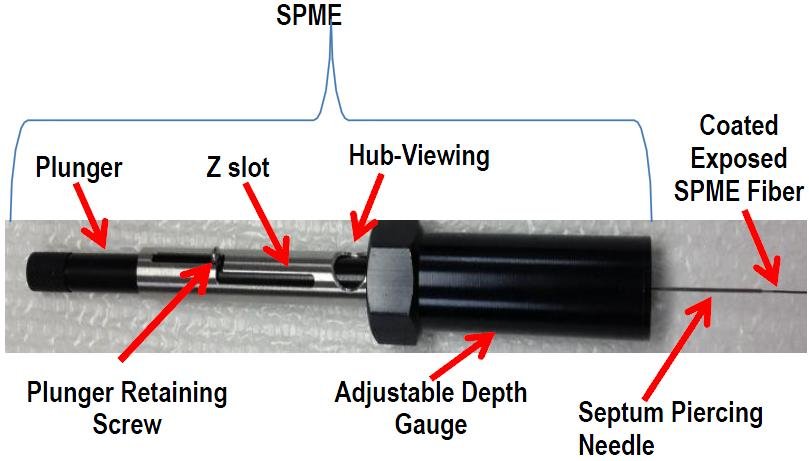 SPME
Plunger
Z slot
Hub-Viewing
Coated
Exposed
SPME Fiber
Plunger Retaining
Screw
Adjustable Depth
Gauge
Septum Piercing
Needle